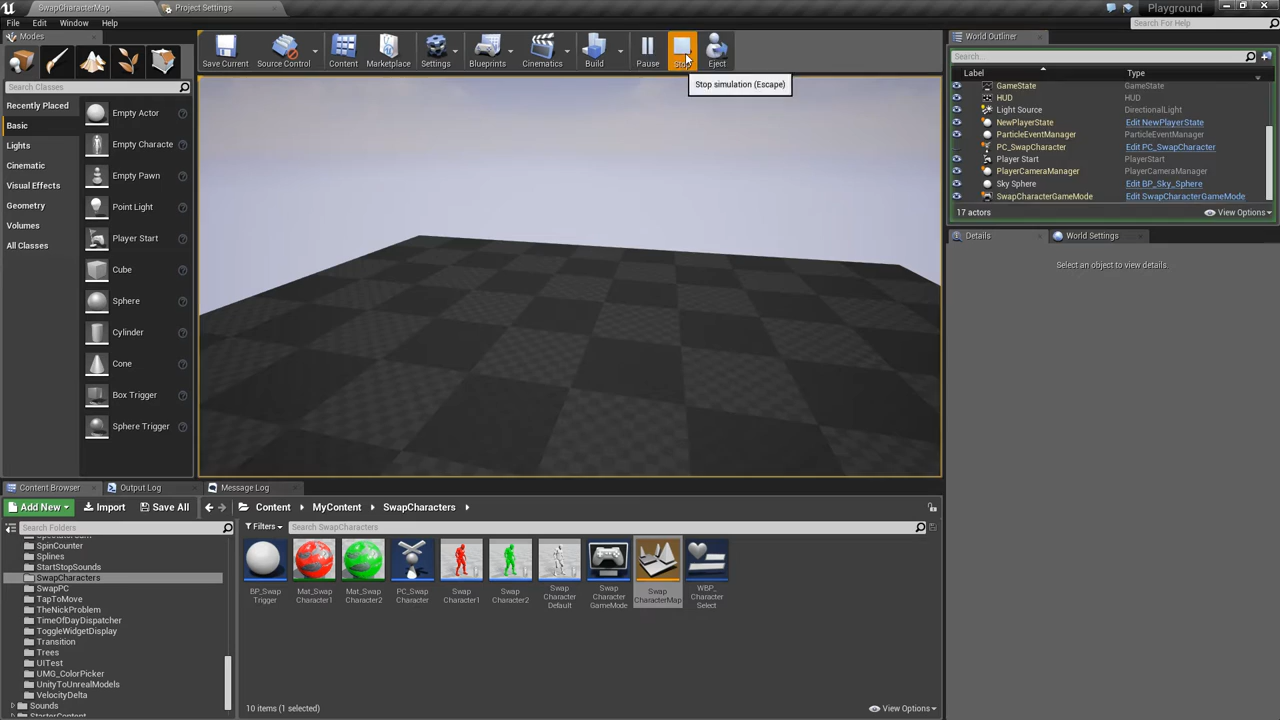 SwapCharacterMap
Project Settings
Playground
File Edit Window Help
Search For Help
Modes
Search Classes
Recently Placed
Basic
Lights
Cinematic
Visual Effects
Geometry
Volumes
All Classes
Empty Actor
Empty Characte
Empty Pawn
Point Light
Player Start
Cube
Sphere
Cylinder
Cone
Box Trigger
Sphere Trigger
Save Current
Source Control
Content
Marketplace
Settings
Blueprints
Cinematics
Build
Pause
Stop
Eject
Stop simulation (Escape)
World Outliner
Search...
Label Type
GameState GameState
HUD HUD
Light Source DirectionalLight
NewPlayerState Edit NewPlayerState
ParticleEventManager ParticleEventManager
PC_SwapCharacter Edit PC_SwapCharacter
Player Start PlayerStart
PlayerCameraManager PlayerCameraManager
Sky Sphere Edit BP_Sky_Sphere
SwapCharacterGameMode Edit SwapCharacterGameMode
17 actors
View Options
Details
World Settings
Select an object to view details.
Content Browser
Output Log
Message Log
Add New
Import
Save All
Content
MyContent
SwapCharacters
Search Folders
Filters
Search SwapCharacters
SpinCounter
Splines
StartStopSounds
SwapCharacters
SwapPC
TapToMove
TheNickProblem
TimeOfDayDispatcher
ToggleWidgetDisplay
Transition
Trees
UITest
UMG_ColorPicker
UnityToUnrealModels
VelocityDelta
Sounds
StarterContent
BP_Swap
Trigger
Mat_Swap
Character1
Mat_Swap
Character2
PC_Swap
Character
Swap
Character1
Swap
Character2
Swap
Character
Default
Swap
Character
GameMode
Swap
CharacterMap
WBP_
Character
Select
10 items (1 selected)
View Options